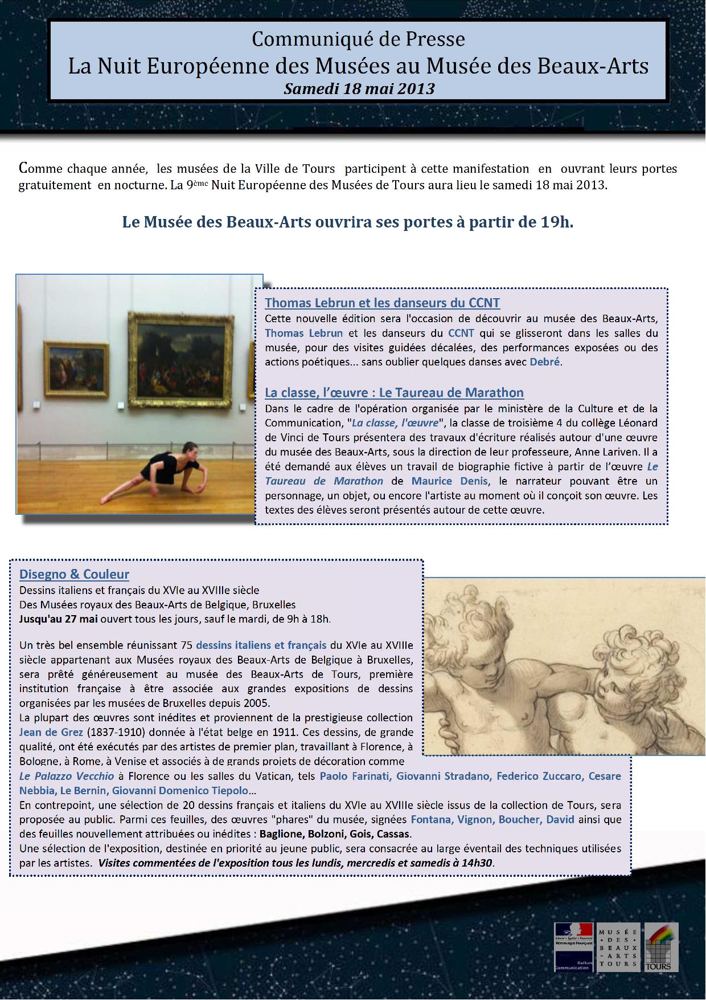 Communiqué de Presse
La Nuit Européenne des Musées au Musée des Beaux-Arts
Samedi 18 mai 2013
Comme chaque année, les musées de la Ville de Tours participent à cette manifestation en ouvrant leurs portes
gratuitement en nocturne. La 9ème Nuit Européenne des Musées de Tours aura lieu le samedi 18 mai 2013.
Le Musée des Beaux-Arts ouvrira ses portes à partir de 19h.
Thomas Lebrun et les danseurs du CCNT
Cette nouvelle édition sera l'occasion de découvrir au musée des Beaux-Arts,
Thomas Lebrun et les danseurs du CCNT qui se glisseront dans les salles du
musée, pour des visites guidées décalées, des performances exposées ou des
actions poétiques... sans oublier quelques danses avec Debré.
La classe, l’œuvre : Le Taureau de Marathon
Dans le cadre de l'opération organisée par le ministère de la Culture et de la
Communication, "La classe, l'œuvre", la classe de troisième 4 du collège Léonard
de Vinci de Tours présentera des travaux d'écriture réalisés autour d'une œuvre
du musée des Beaux-Arts, sous la direction de leur professeure, Anne Lariven. Il a
été demandé aux élèves un travail de biographie fictive à partir de l’œuvre Le
Taureau de Marathon de Maurice Denis, le narrateur pouvant être un
personnage, un objet, ou encore l'artiste au moment où il conçoit son œuvre. Les
textes des élèves seront présentés autour de cette œuvre.
Disegno & Couleur
Dessins italiens et français du XVIe au XVIIIe siècle
Des Musées royaux des Beaux-Arts de Belgique, Bruxelles
Jusqu'au 27 mai ouvert tous les jours, sauf le mardi, de 9h à 18h.
Un très bel ensemble réunissant 75 dessins italiens et français du XVIe au XVIIIe
siècle appartenant aux Musées royaux des Beaux-Arts de Belgique à Bruxelles,
sera prêté généreusement au musée des Beaux-Arts de Tours, première
institution française à être associée aux grandes expositions de dessins
organisées par les musées de Bruxelles depuis 2005.
La plupart des œuvres sont inédites et proviennent de la prestigieuse collection
Jean de Grez (1837-1910) donnée à l'état belge en 1911. Ces dessins, de grande
qualité, ont été exécutés par des artistes de premier plan, travaillant à Florence, à
Bologne, à Rome, à Venise et associés à de grands projets de décoration comme
Le Palazzo Vecchio à Florence ou les salles du Vatican, tels Paolo Farinati, Giovanni Stradano, Federico Zuccaro, Cesare
Nebbia, Le Bernin, Giovanni Domenico Tiepolo...
En contrepoint, une sélection de 20 dessins français et italiens du XVIe au XVIIIe siècle issus de la collection de Tours, sera
proposée au public. Parmi ces feuilles, des œuvres "phares" du musée, signées Fontana, Vignon, Boucher, David ainsi que
des feuilles nouvellement attribuées ou inédites : Baglione, Bolzoni, Gois, Cassas.
Une sélection de l'exposition, destinée en priorité au jeune public, sera consacrée au large éventail des techniques utilisées
par les artistes. Visites commentées de l'exposition tous les lundis, mercredis et samedis à 14h30.
Liberté • Égalité • Fraternité
RÉPUBLIQUE FRANÇAISE
Culture
Communication
MUSÉE
• DES •
BEAUX
- ARTS
TOURS
TOURS